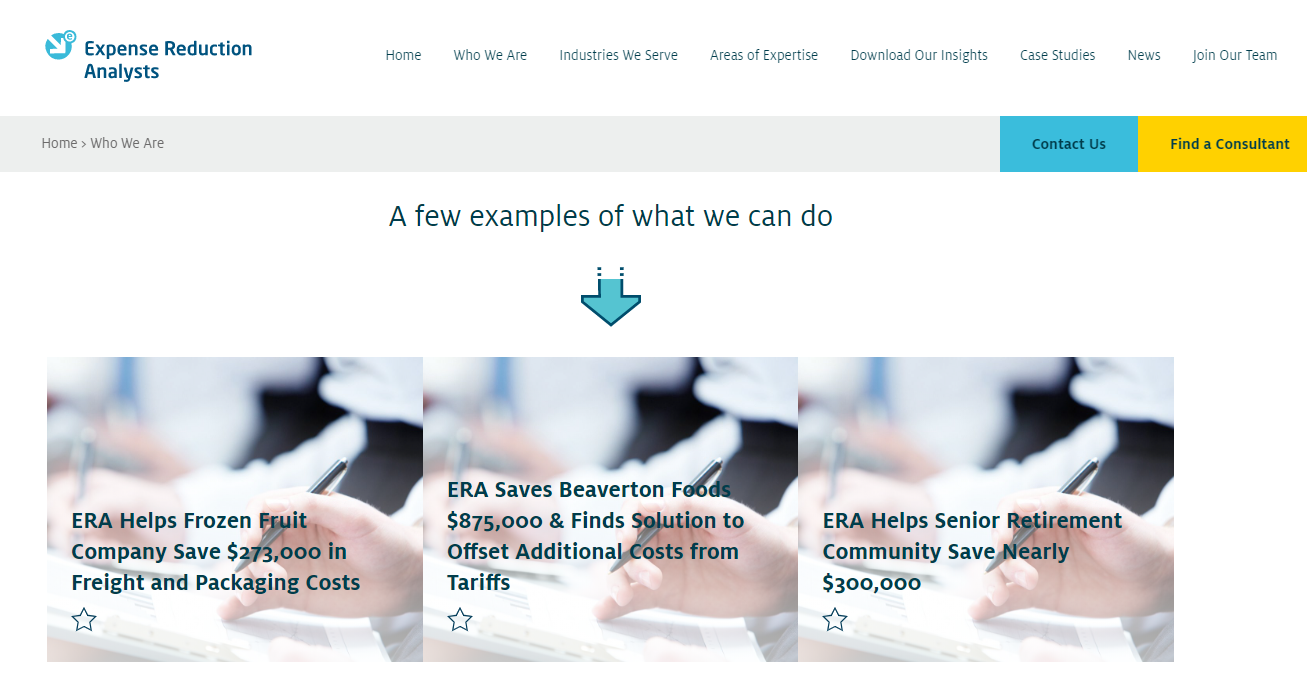 e
Expense Reduction
Analysts
Home Who We Are Industries We Serve Areas of Expertise Download Our Insights Case Studies News Join Our Team
Home > Who We Are
Contact Us
Find a Consultant
A few examples of what we can do
ERA Helps Frozen Fruit
Company Save $273,000 in
Freight and Packaging Costs
ERA Saves Beaverton Foods
$875,000 & Finds Solution to
Offset Additional Costs from
Tariffs
ERA Helps Senior Retirement
Community Save Nearly
$300,000